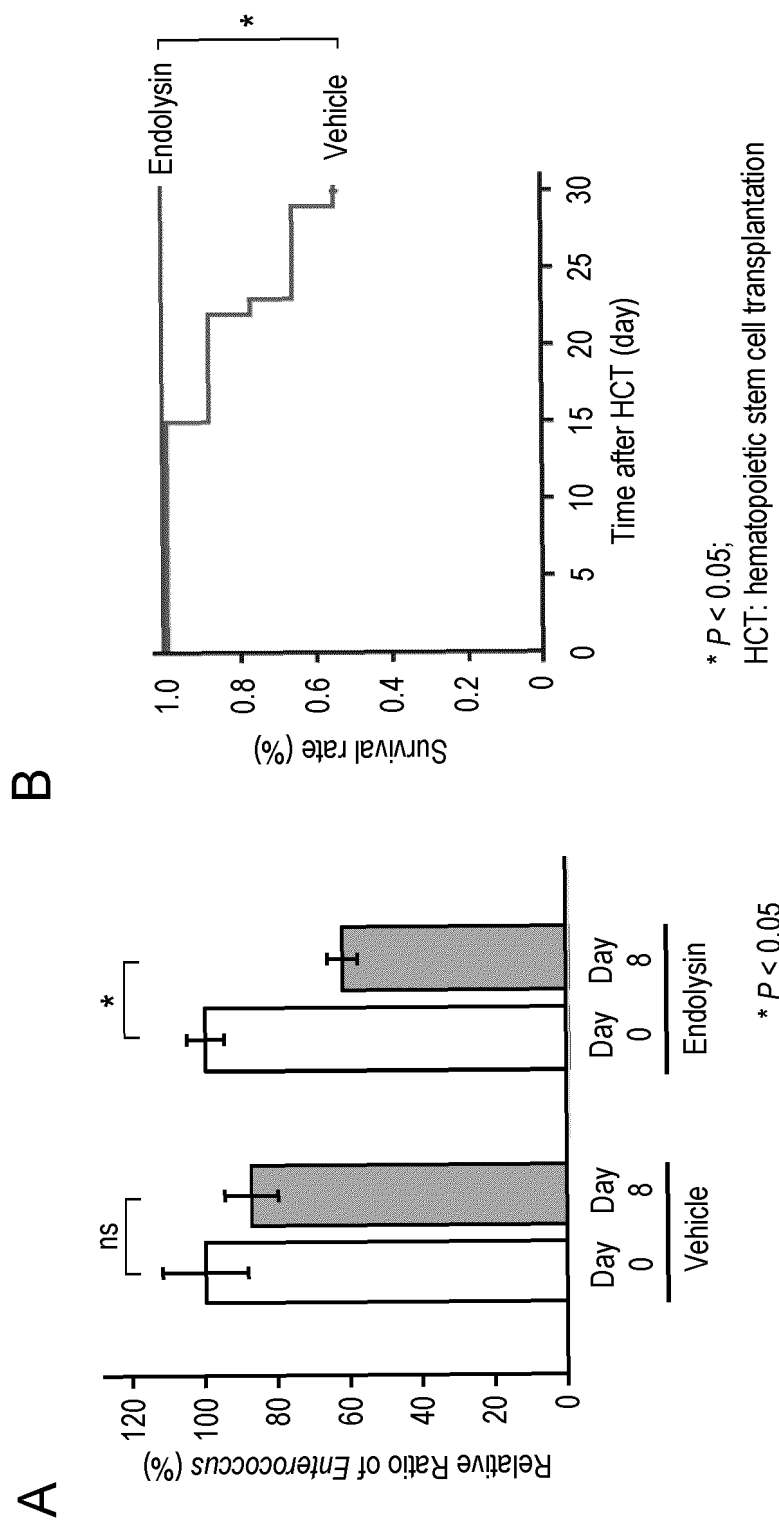 A
Relative Ratio of Enterococcus (%)
120
100
80
60
40
20
0
ns
*
Day Day Day Day
0 8 0 8
Vehicle Endolysin
* P < 0.05
B
Survival rate (%)
1.0
0.8
0.6
0.4
0.2
0
Endolysin
Vehicle
*
0 5 10 15 20 25 30
Time after HCT (day)
* P < 0.05;
HCT: hematopoietic stem cell transplantation